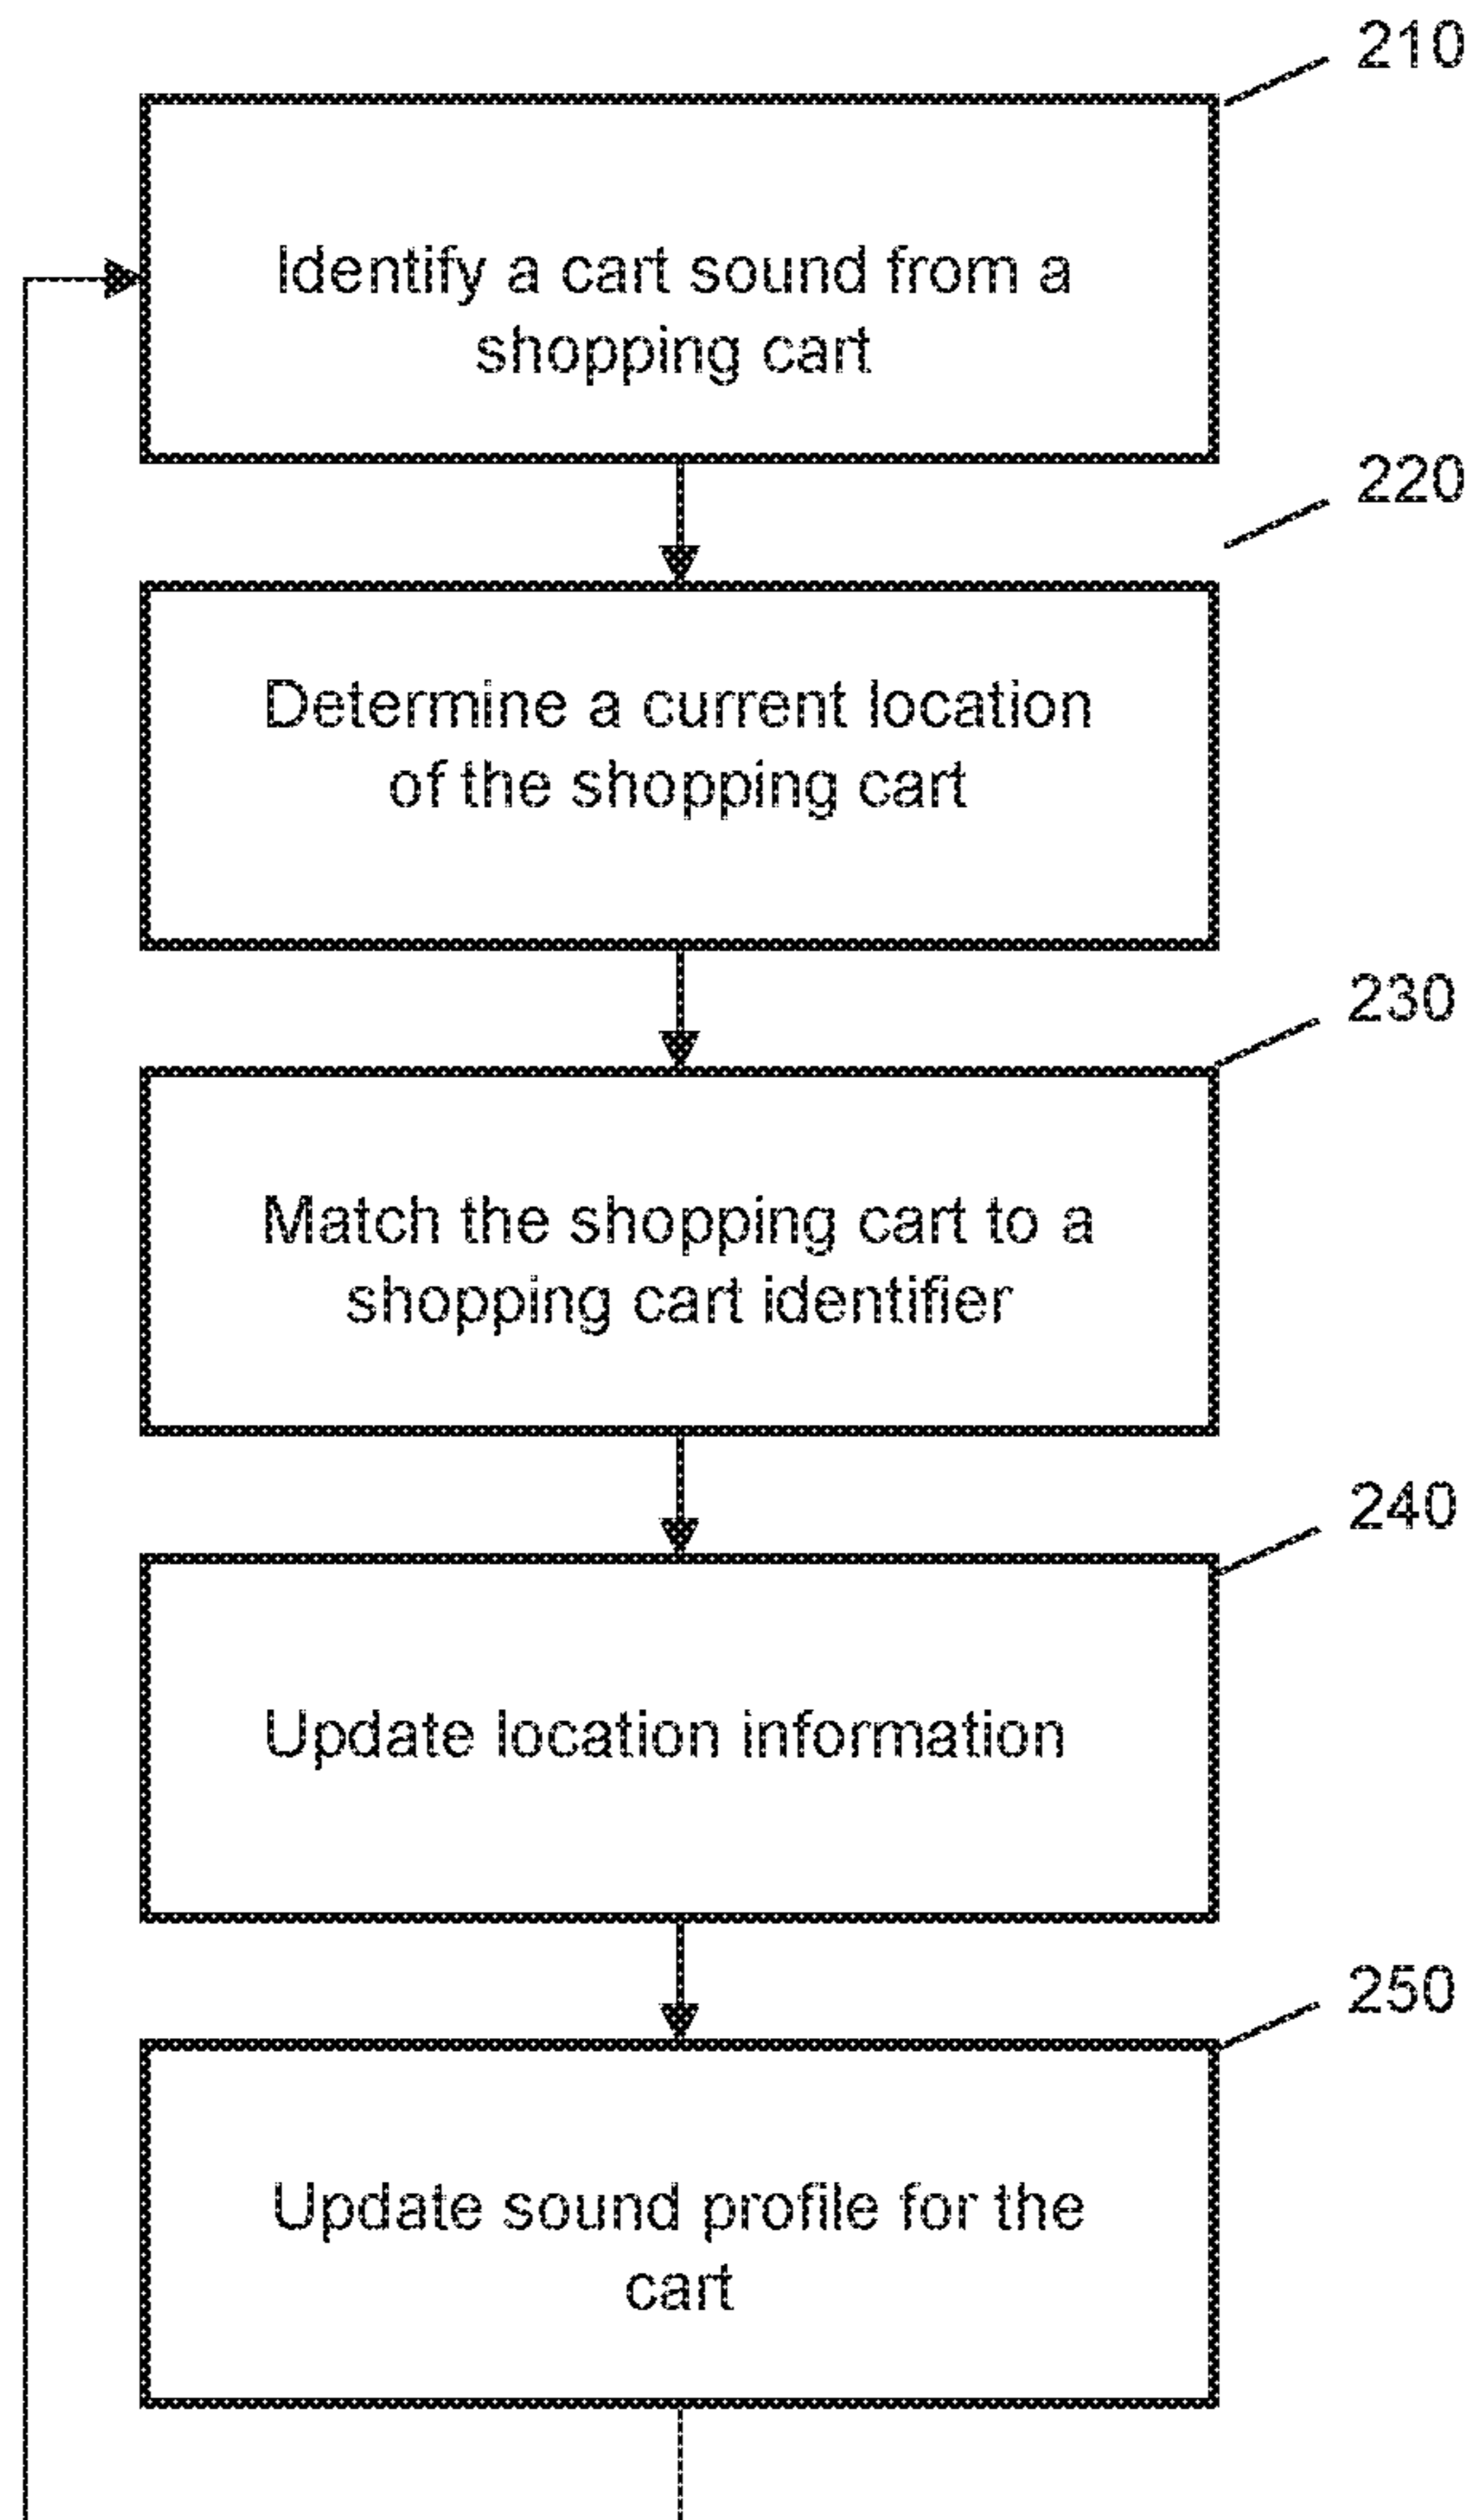 210
Identify a cart sound from a
shopping cart
220
Determine a current location
of the shopping cart
230
Match the shopping cart to a
shopping cart identifier
240
Update location information
250
Update sound profile for the
cart